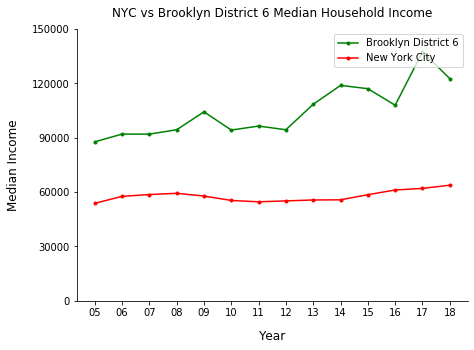 NYC vs Brooklyn District 6 Median Household Income
150000
120000
90000
60000
30000
0
Median Income
Brooklyn District 6
New York City
05 06 07 08 09 10 11 12 13 14 15 16 17 18
Year